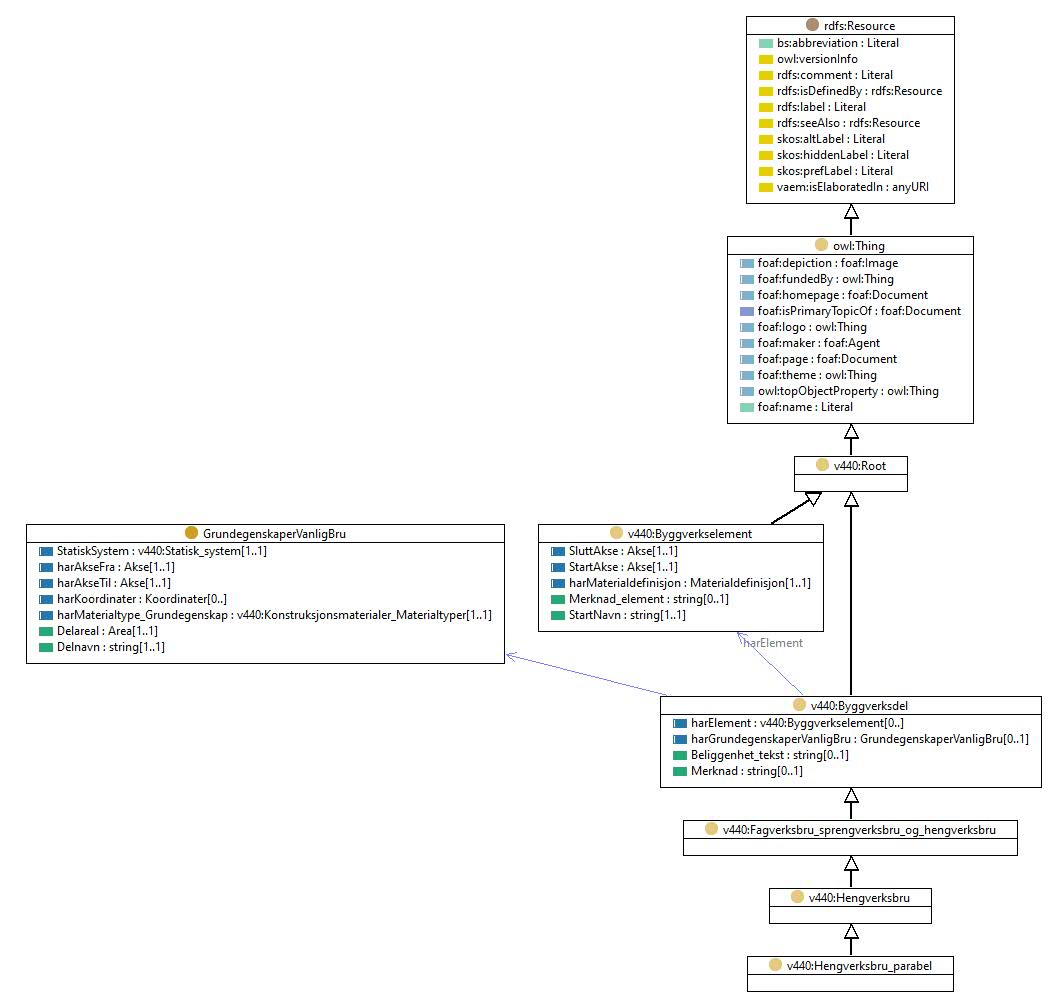 rdfs:Resource
bs:abbreviation : Literal
owl:versionInfo
rdfs:comment : Literal
rdfs:isDefinedBy : rdfs:Resource
rdfs:label : Literal
rdfs:seeAlso : rdfs:Resource
skos:altLabel : Literal
skos:hiddenLabel : Literal
skos:prefLabel : Literal
vaem:isElaboratedIn : anyURI
owl:Thing
foaf:depiction : foaf:Image
foaf:fundedBy : owl:Thing
foaf:homepage : foaf:Document
foaf:isPrimaryTopicOf : foaf:Document
foaf:logo : owl:Thing
foaf:maker : foaf:Agent
foaf:page : foaf:Document
foaf:theme : owl:Thing
owl:topObjectProperty : owl:Thing
foaf:name : Literal
v440:Root
GrundegenskaperVanligBru
StatiskSystem : v440:Statisk_system[1..1]
harAkseFra : Akse[1..1]
harAkseTil : Akse[1..1]
harKoordinater : Koordinater[0..]
harMaterialtype_Grundegenskap : v440:Konstruksjonsmaterialer_Materialtyper[1..1]
Delareal : Area[1..1]
Delnavn : string[1..1]
v440:Byggverkselement
SluttAkse : Akse[1..1]
StartAkse : Akse[1..1]
harMaterialdefinisjon : Materialdefinisjon[1..1]
Merknad_element : string[0..1]
StartNavn : string[1..1]
harElement
v440:Byggverksdel
harElement : v440:Byggverkselement[0..]
harGrundegenskaperVanligBru : GrundegenskaperVanligBru[0..1]
Beliggenhet_tekst : string[0..1]
Merknad : string[0..1]
v440:Fagverksbru_sprengverksbru_og_hengverksbru
v440:Hengverksbru
v440:Hengverksbru_parabel